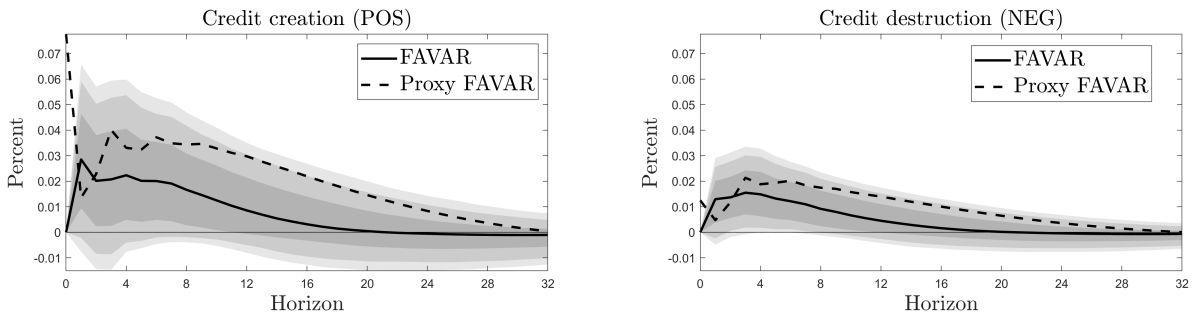 Credit creation (POS)
0.07
0.06
0.05
0.04
0.03
0.02
0.01
0
-0.01
Percent
FAVAR
Proxy FAVAR
0 4 8 12 16 20 24 28 32
Horizon
Credit destruction (NEG)
0.07
0.06
0.05
0.04
0.03
0.02
0.01
0
-0.01
Percent
FAVAR
Proxy FAVAR
0 4 8 12 16 20 24 28 32
Horizon